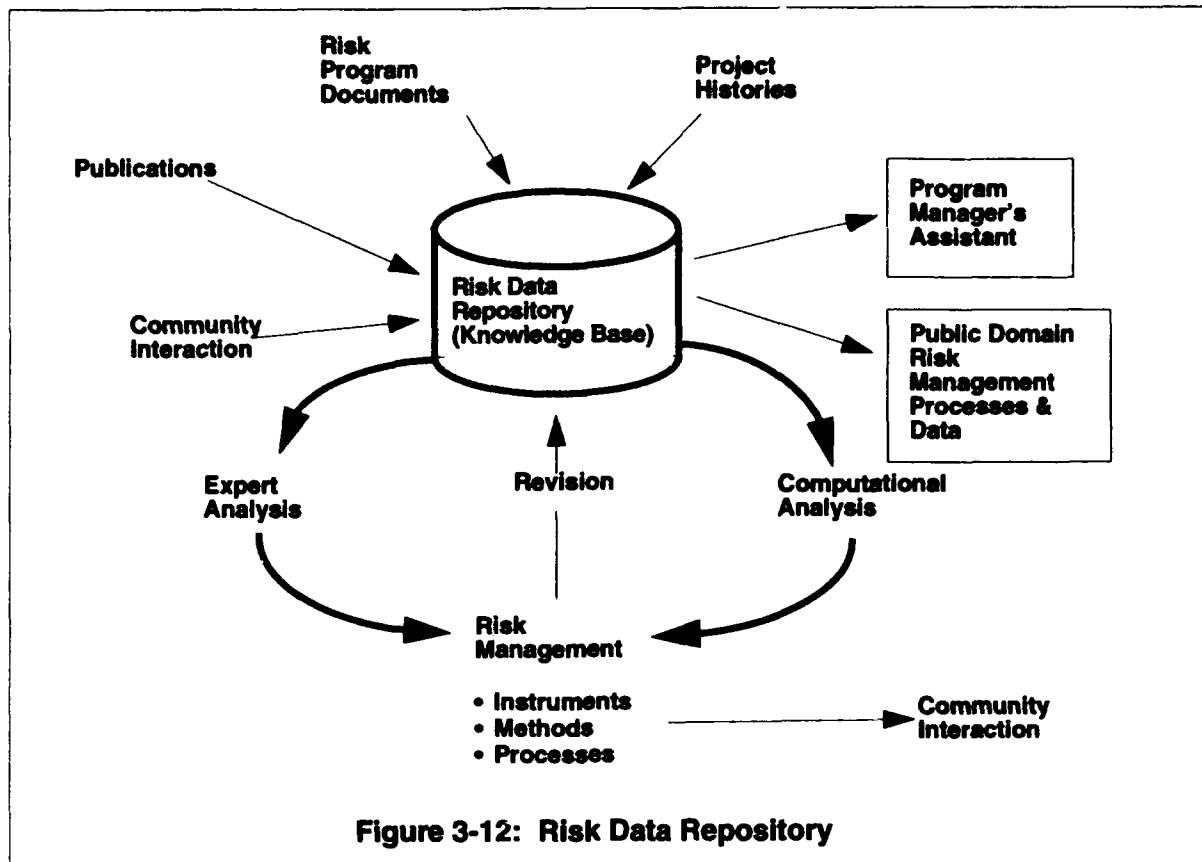 Risk
Program
Documents
Project
Histories
Publications
Program
Manager's
Assistant
Risk Data
Repository
(Knowledge Base)
Community
Interaction
Public Domain
Risk
Management
Processes &
Data
Expert
Analysis
Revision
Computational
Analysis
Risk
Management
• Instruments
• Methods
• Processes
Community
Interaction
Figure 3-12: Risk Data Repository